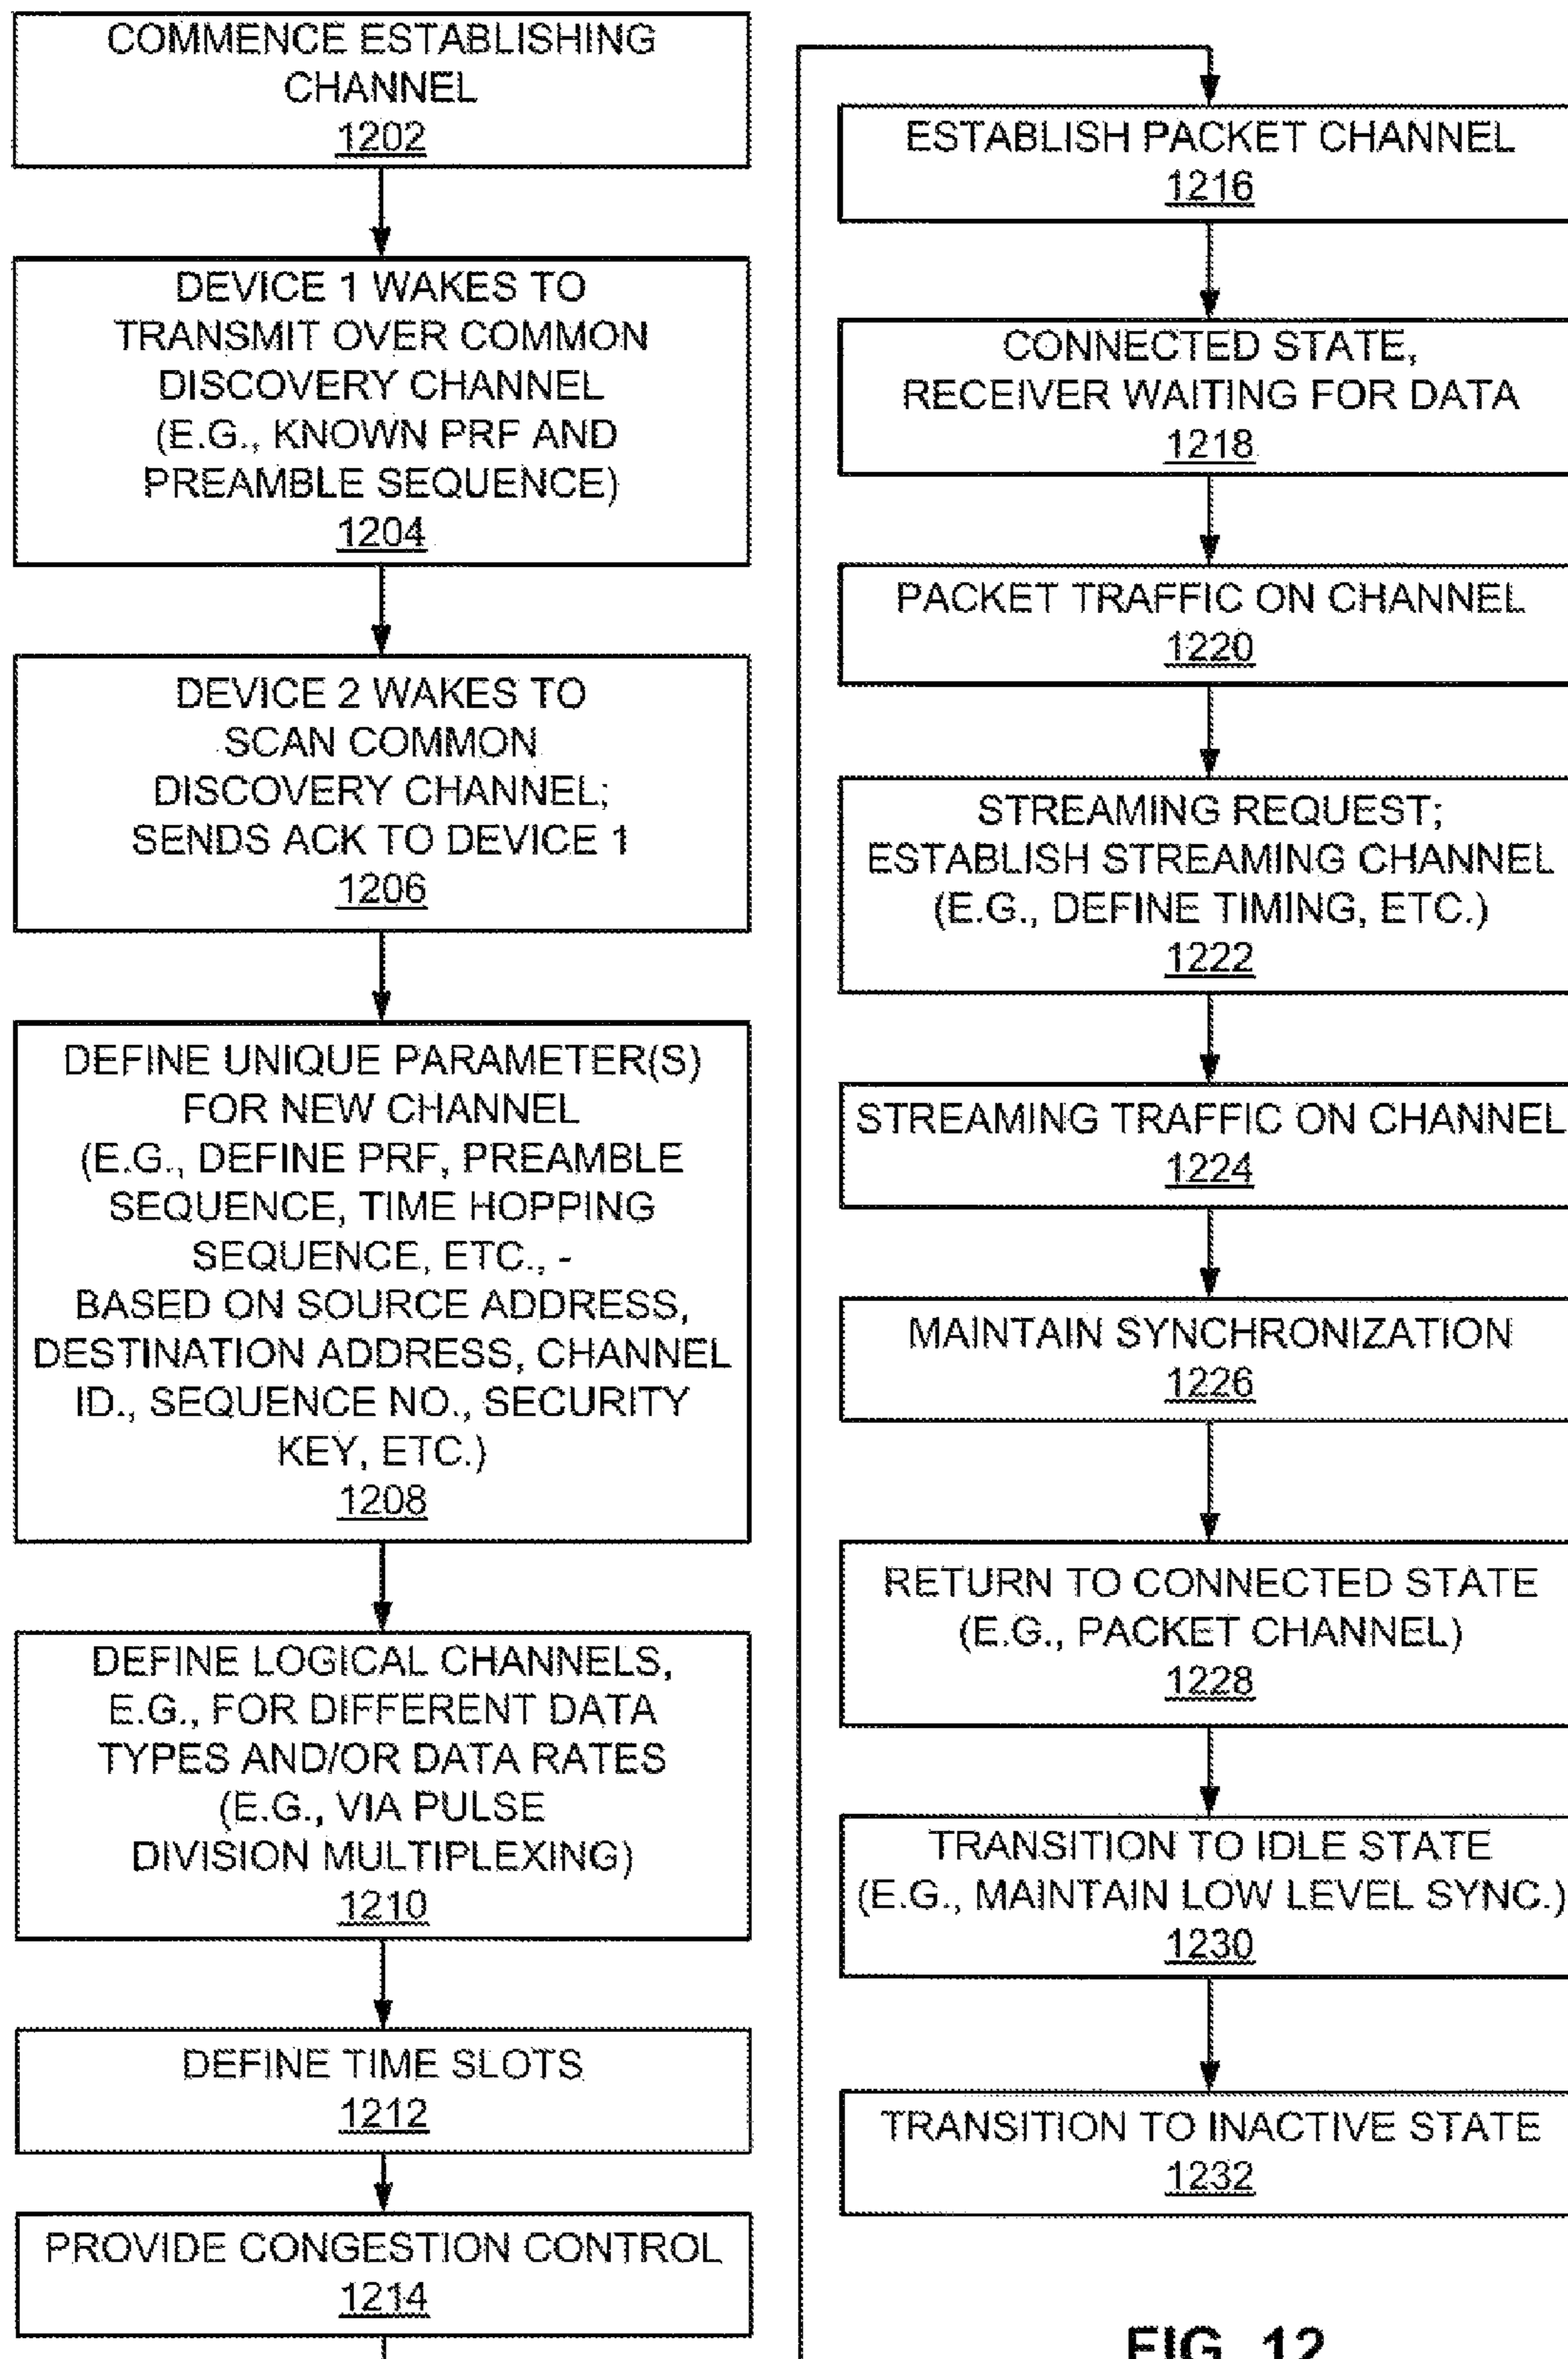 COMMENCE ESTABLISHING
CHANNEL
1202
DEVICE 1 WAKES TO
TRANSMIT OVER COMMON
DISCOVERY CHANNEL
(E.G., KNOWN PRF AND
PREAMBLE SEQUENCE)
1204
DEVICE 2 WAKES TO
SCAN COMMON
DISCOVERY CHANNEL;
SENDS ACK TO DEVICE 1
1206
DEFINE UNIQUE PARAMETER(S)
FOR NEW CHANNEL
(E.G., DEFINE PRF, PREAMBLE
SEQUENCE, TIME HOPPING
SEQUENCE, ETC., -
BASED ON SOURCE ADDRESS,
DESTINATION ADDRESS, CHANNEL
ID., SEQUENCE NO., SECURITY
KEY, ETC.)
1208
DEFINE LOGICAL CHANNELS,
E.G., FOR DIFFERENT DATA
TYPES AND/OR DATA RATES
(E.G., VIA PULSE
DIVISION MULTIPLEXING)
1210
DEFINE TIME SLOTS
1212
PROVIDE CONGESTION CONTROL
1214
ESTABLISH PACKET CHANNEL
1216
CONNECTED STATE,
RECEIVER WAITING FOR DATA
1218
PACKET TRAFFIC ON CHANNEL
1220
STREAMING REQUEST;
ESTABLISH STREAMING CHANNEL
(E.G., DEFINE TIMING, ETC.)
1222
STREAMING TRAFFIC ON CHANNEL
1224
MAINTAIN SYNCHRONIZATION
1226
RETURN TO CONNECTED STATE
(E.G., PACKET CHANNEL)
1228
TRANSITION TO IDLE STATE
(E.G., MAINTAIN LOW LEVEL SYNC.)
1230
TRANSITION TO INACTIVE STATE
1232
FIG. 12